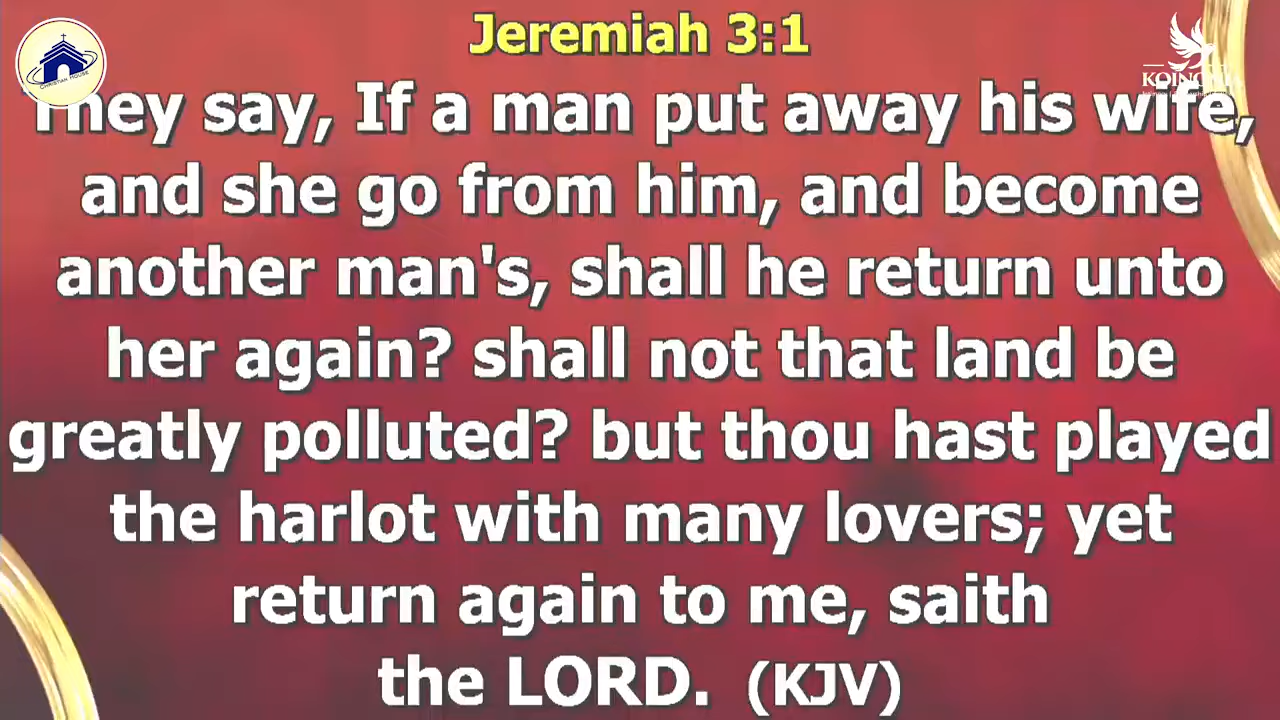 Jeremiah 3:1
They say, If a man put away his wife,
and she go from him, and become
another man's, shall he return unto
her again? shall not that land be
greatly polluted? but thou hast played
the harlot with many lovers; yet
return again to me, saith
the LORD. (KJV)
CHRISTIAN HOUSE